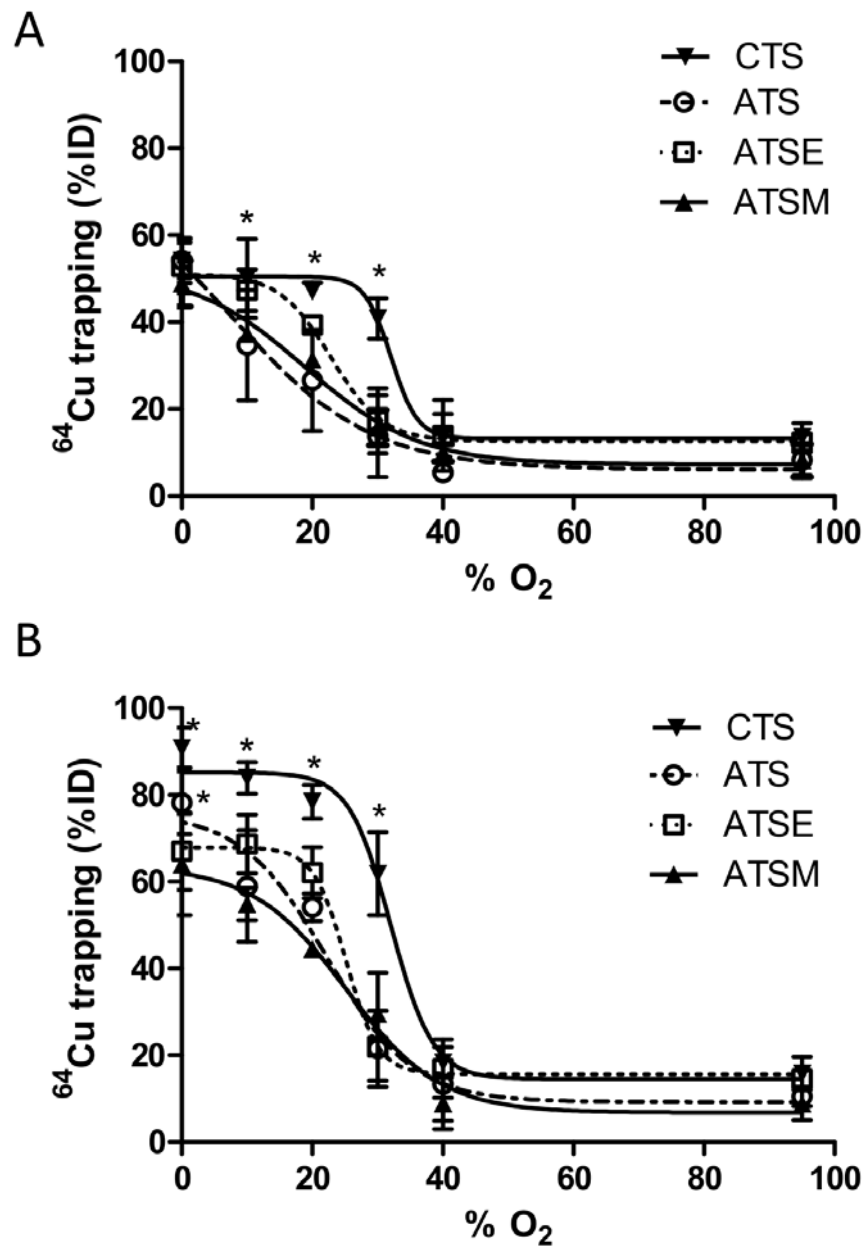 A
100
80
60
40
20
0
⁶⁴Cu trapping (%ID)
* * *
CTS
ATS
ATSE
ATSM
0 20 40 60 80 100
% O₂
B
100
80
60
40
20
0
⁶⁴Cu trapping (%ID)
* * * * *
CTS
ATS
ATSE
ATSM
0 20 40 60 80 100
% O₂